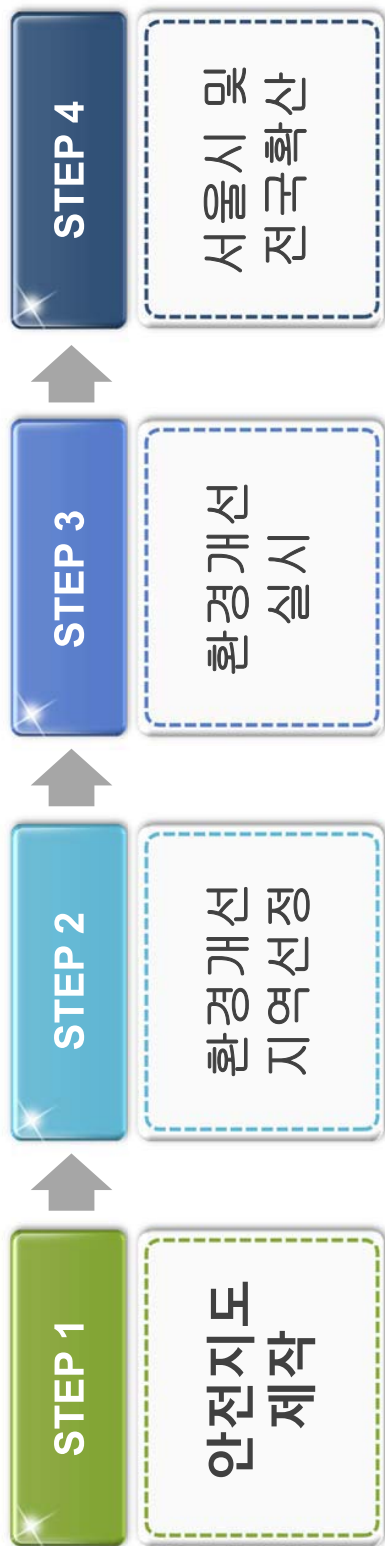 STEP 1
안전지도
제작
STEP 2
환경개선
지역선정
STEP 3
환경개선
실시
STEP 4
서울시 및
전국확산